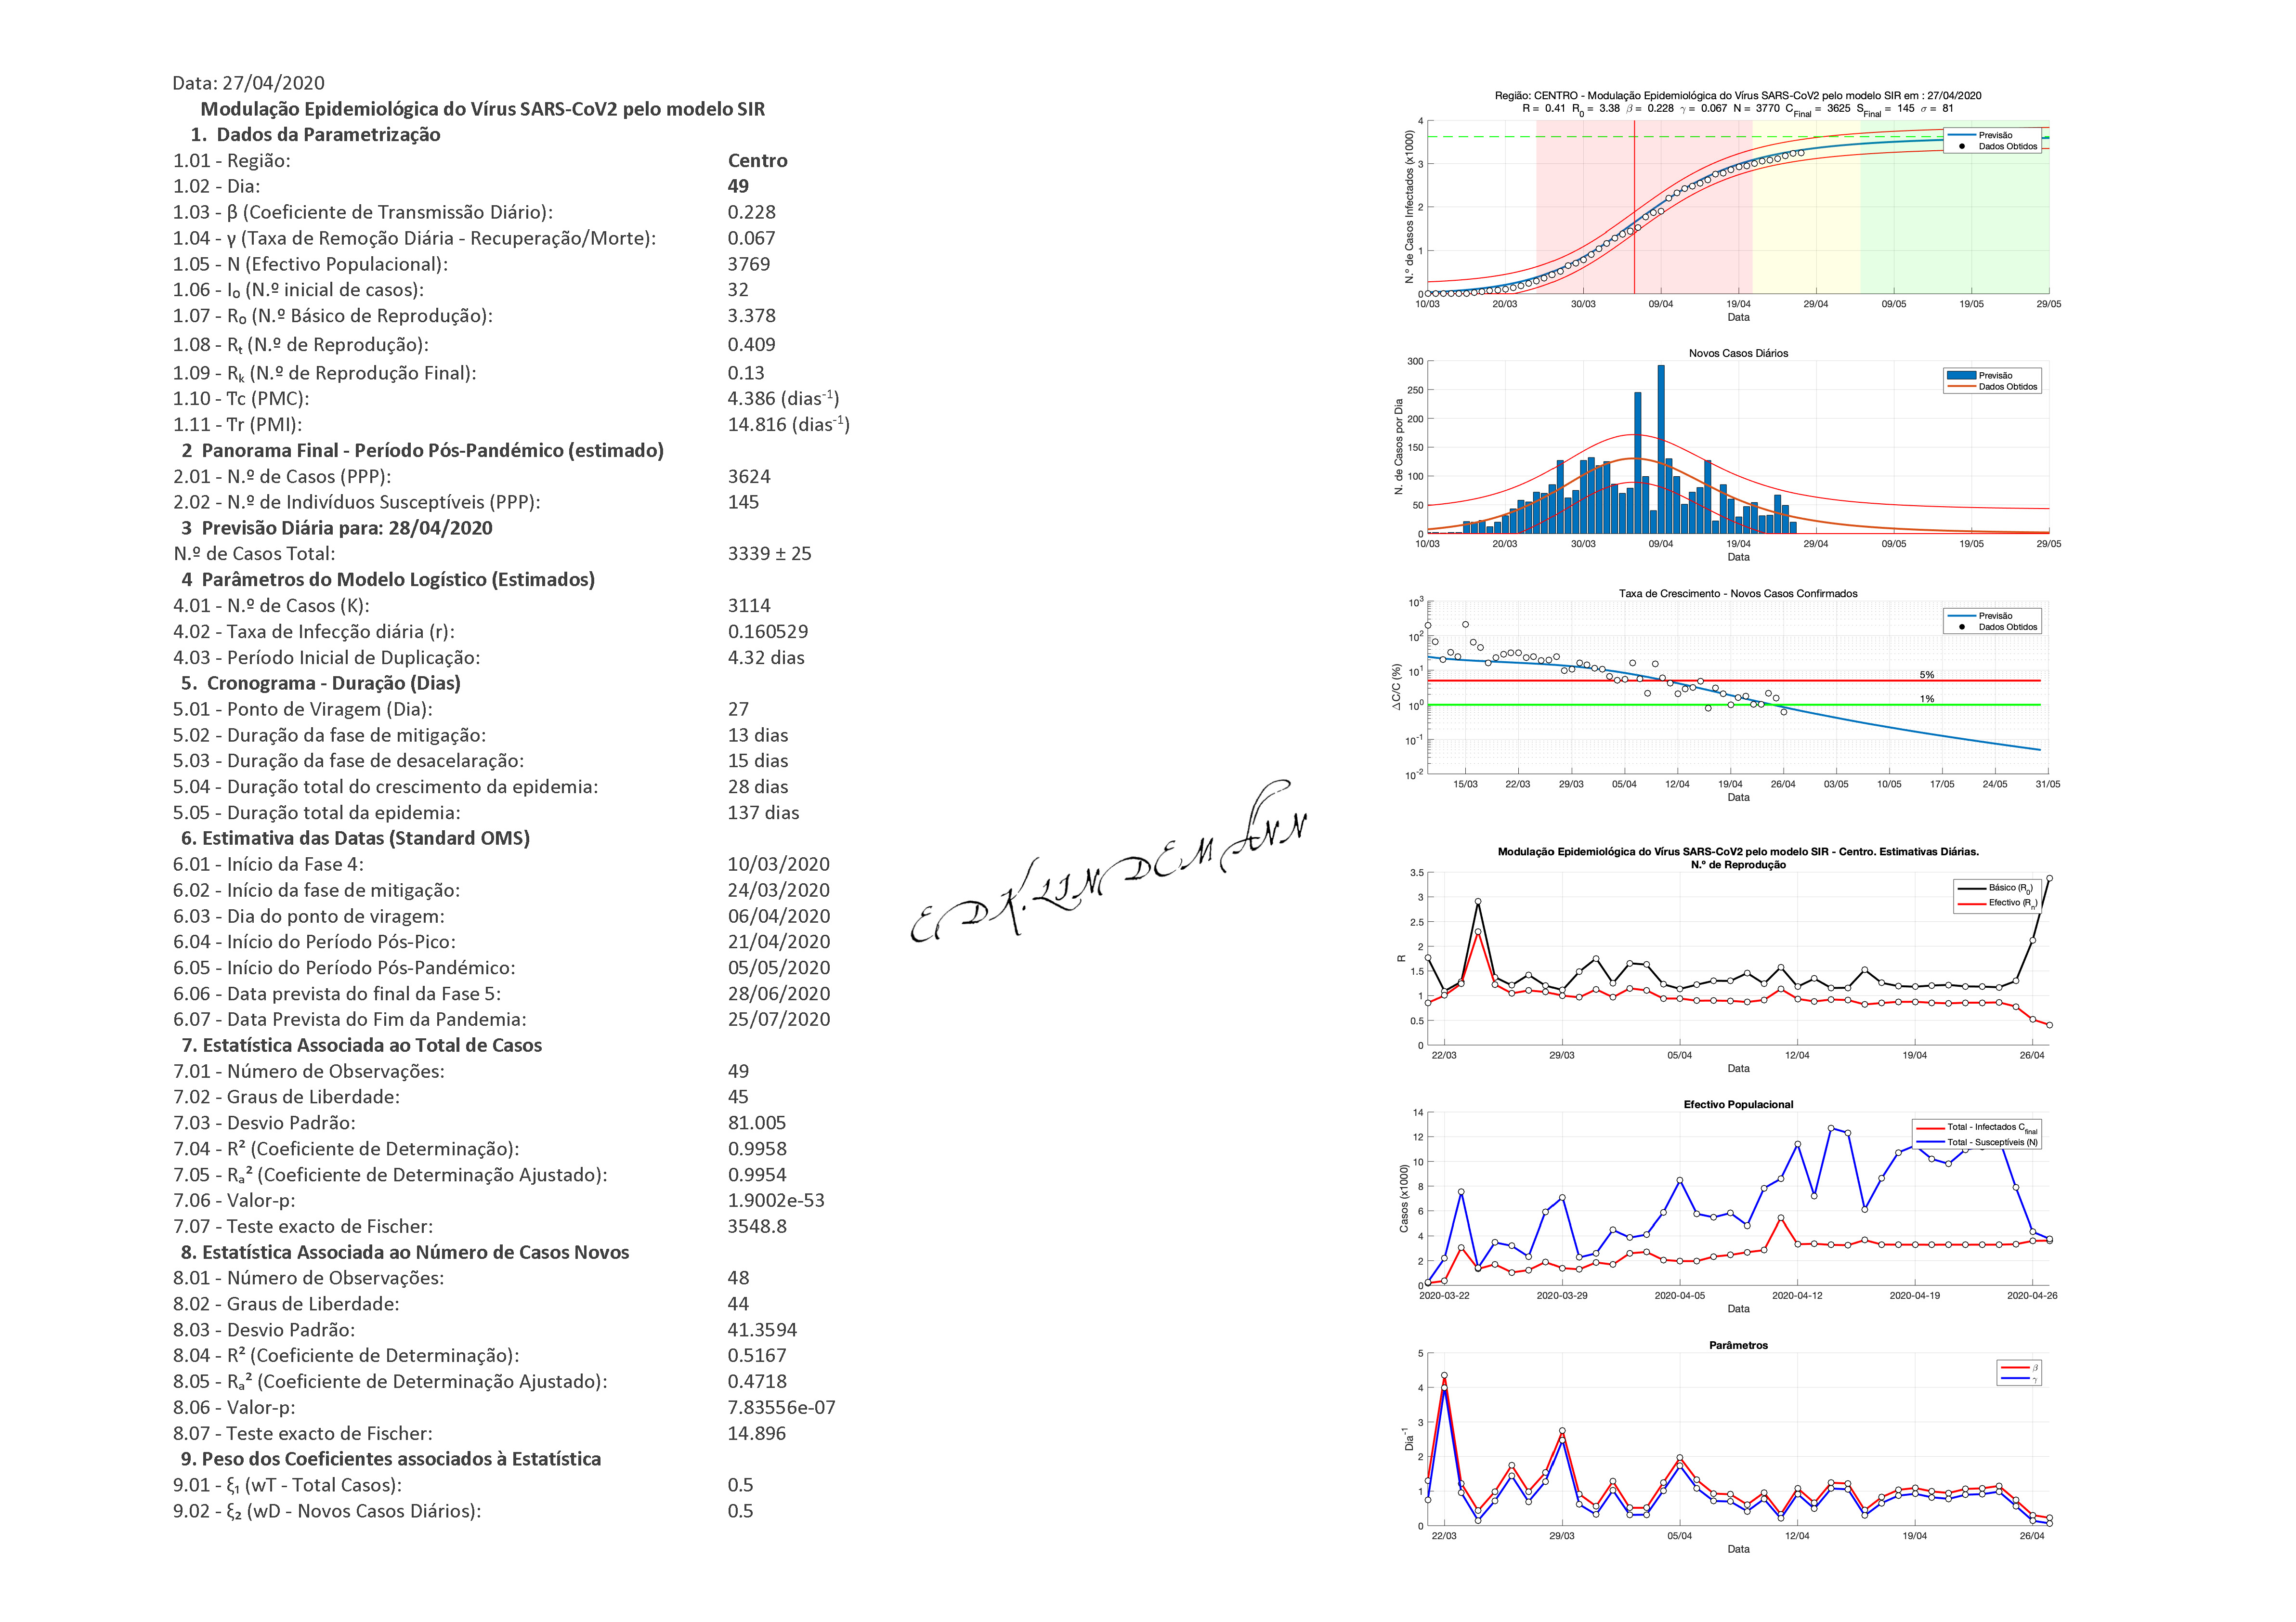 Data: 27/04/2020
Modulação Epidemiológica do Vírus SARS-CoV2 pelo modelo SIR
1. Dados da Parametrização
1.01 - Região: Centro
1.02 - Dia: 49
1.03 - β (Coeficiente de Transmissão Diário): 0.228
1.04 - γ (Taxa de Remoção Diária - Recuperação/Morte): 0.067
1.05 - N (Efectivo Populacional): 3769
1.06 - I₀ (N.º inicial de casos): 32
1.07 - R₀ (N.º Básico de Reprodução): 3.378
1.08 - Rₜ (N.º de Reprodução): 0.409
1.09 - Rₖ (N.º de Reprodução Final): 0.13
1.10 - Tc (PMC): 4.386 (dias⁻¹)
1.11 - Tr (PMI): 14.816 (dias⁻¹)
2 Panorama Final - Período Pós-Pandémico (estimado)
2.01 - N.º de Casos (PPP): 3624
2.02 - N.º de Indivíduos Susceptíveis (PPP): 145
3 Previsão Diária para: 28/04/2020
N.º de Casos Total: 3339 ± 25
4 Parâmetros do Modelo Logístico (Estimados)
4.01 - N.º de Casos (K): 3114
4.02 - Taxa de Infecção diária (r): 0.160529
4.03 - Período Inicial de Duplicação: 4.32 dias
5. Cronograma - Duração (Dias)
5.01 - Ponto de Viragem (Dia): 27
5.02 - Duração da fase de mitigação: 13 dias
5.03 - Duração da fase de desacelaração: 15 dias
5.04 - Duração total do crescimento da epidemia: 28 dias
5.05 - Duração total da epidemia: 137 dias
6. Estimativa das Datas (Standard OMS)
6.01 - Início da Fase 4: 10/03/2020
6.02 - Início da fase de mitigação: 24/03/2020
6.03 - Dia do ponto de viragem: 06/04/2020
6.04 - Início do Período Pós-Pico: 21/04/2020
6.05 - Início do Período Pós-Pandémico: 05/05/2020
6.06 - Data prevista do final da Fase 5: 28/06/2020
6.07 - Data Prevista do Fim da Pandemia: 25/07/2020
7. Estatística Associada ao Total de Casos
7.01 - Número de Observações: 49
7.02 - Graus de Liberdade: 45
7.03 - Desvio Padrão: 81.005
7.04 - R² (Coeficiente de Determinação): 0.9958
7.05 - Rₐ² (Coeficiente de Determinação Ajustado): 0.9954
7.06 - Valor-p: 1.9002e-53
7.07 - Teste exacto de Fischer: 3548.8
8. Estatística Associada ao Número de Casos Novos
8.01 - Número de Observações: 48
8.02 - Graus de Liberdade: 44
8.03 - Desvio Padrão: 41.3594
8.04 - R² (Coeficiente de Determinação): 0.5167
8.05 - Rₐ² (Coeficiente de Determinação Ajustado): 0.4718
8.06 - Valor-p: 7.83556e-07
8.07 - Teste exacto de Fischer: 14.896
9. Peso dos Coeficientes associados à Estatística
9.01 - ξ₁ (wT - Total Casos): 0.5
9.02 - ξ₂ (wD - Novos Casos Diários): 0.5
EDK.LINDEMANN
Região: CENTRO - Modulação Epidemiológica do Vírus SARS-CoV2 pelo modelo SIR em : 27/04/2020
R = 0.41 R₀ = 3.38 β = 0.228 γ = 0.067 N = 3770 C_Final = 3625 S_Final = 145 σ = 81
N.º de Casos Infectados (x1000)
4
3
2
1
0
Previsão
Dados Obtidos
10/03 20/03 30/03 09/04 19/04 29/04 09/05 19/05 29/05
Data
Novos Casos Diários
N. de Casos por Dia
300
250
200
150
100
50
0
Previsão
Dados Obtidos
10/03 20/03 30/03 09/04 19/04 29/04 09/05 19/05 29/05
Data
Taxa de Crescimento - Novos Casos Confirmados
ΔC/C (%)
10³
10²
10¹
10⁰
10⁻¹
10⁻²
Previsão
Dados Obtidos
5%
1%
15/03 22/03 29/03 05/04 12/04 19/04 26/04 03/05 10/05 17/05 24/05 31/05
Data
Modulação Epidemiológica do Vírus SARS-CoV2 pelo modelo SIR - Centro. Estimativas Diárias.
N.º de Reprodução
R
3.5
3
2.5
2
1.5
1
0.5
0
Básico (R₀)
Efectivo (Rₙ)
22/03 29/03 05/04 12/04 19/04 26/04
Data
Efectivo Populacional
Casos (x1000)
14
12
10
8
6
4
2
0
Total - Infectados C_final
Total - Susceptíveis (N)
2020-03-22 2020-03-29 2020-04-05 2020-04-12 2020-04-19 2020-04-26
Data
Parâmetros
Dia⁻¹
5
4
3
2
1
0
β
γ
22/03 29/03 05/04 12/04 19/04 26/04
Data